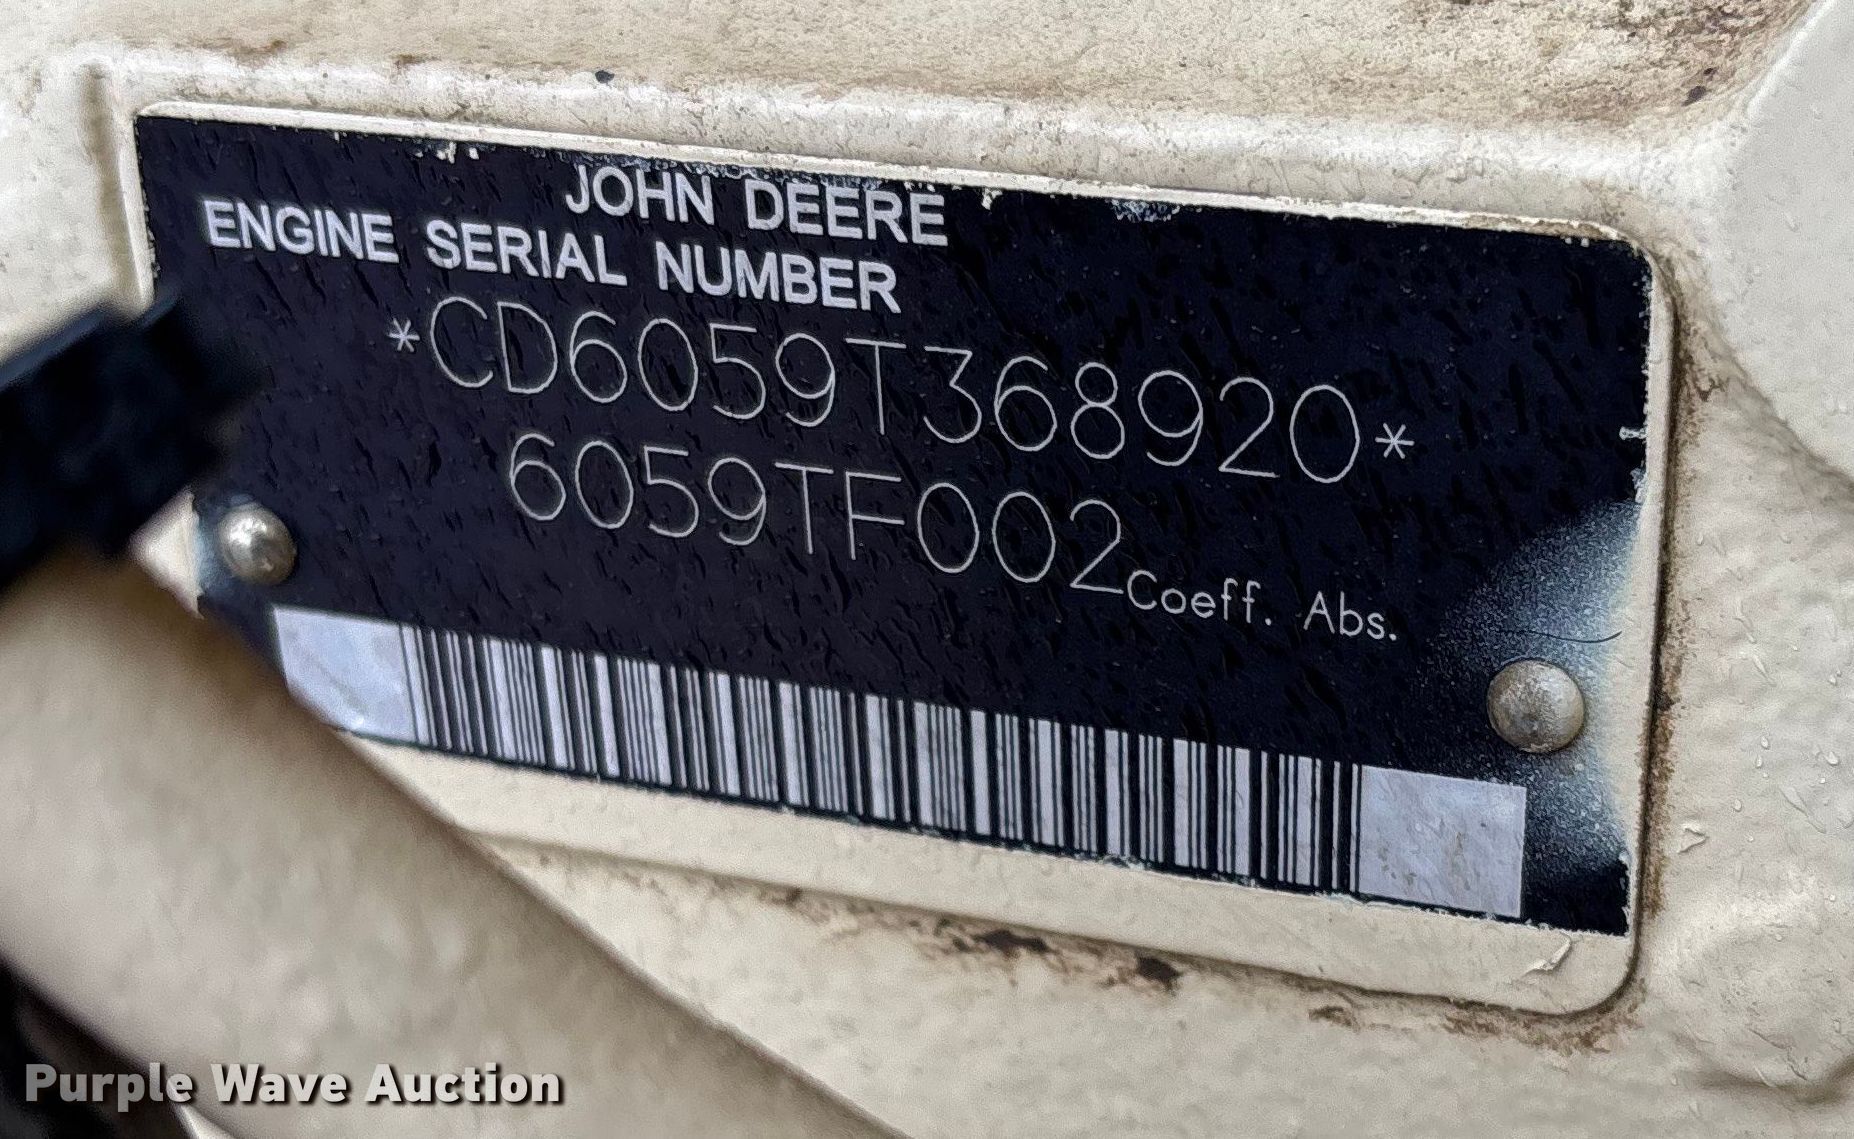 JOHN DEERE
ENGINE SERIAL NUMBER
*CD6059T368920*
6059TF002
Coeff. Abs.
Purple Wave Auction